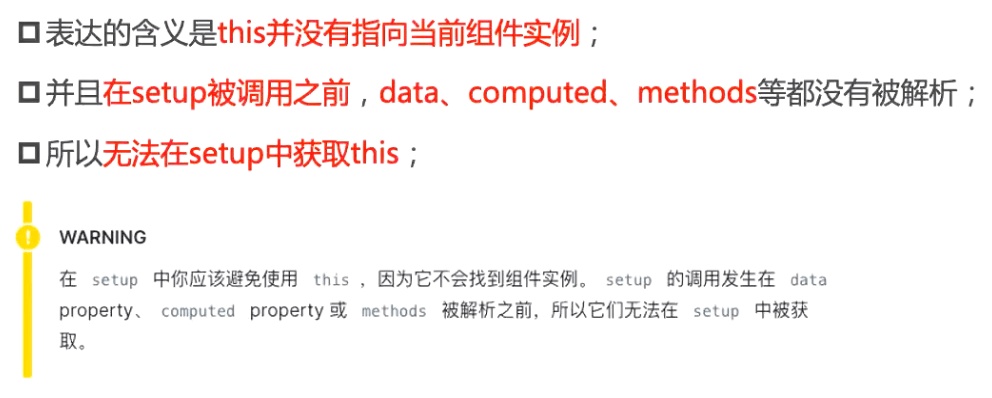 表达的含义是this并没有指向当前组件实例；
并且在setup被调用之前，data、computed、methods等都没有被解析；
所以无法在setup中获取this；
WARNING
在 setup 中你应该避免使用 this ，因为它不会找到组件实例。 setup 的调用发生在 data
property、 computed property 或 methods 被解析之前，所以它们无法在 setup 中被获
取。